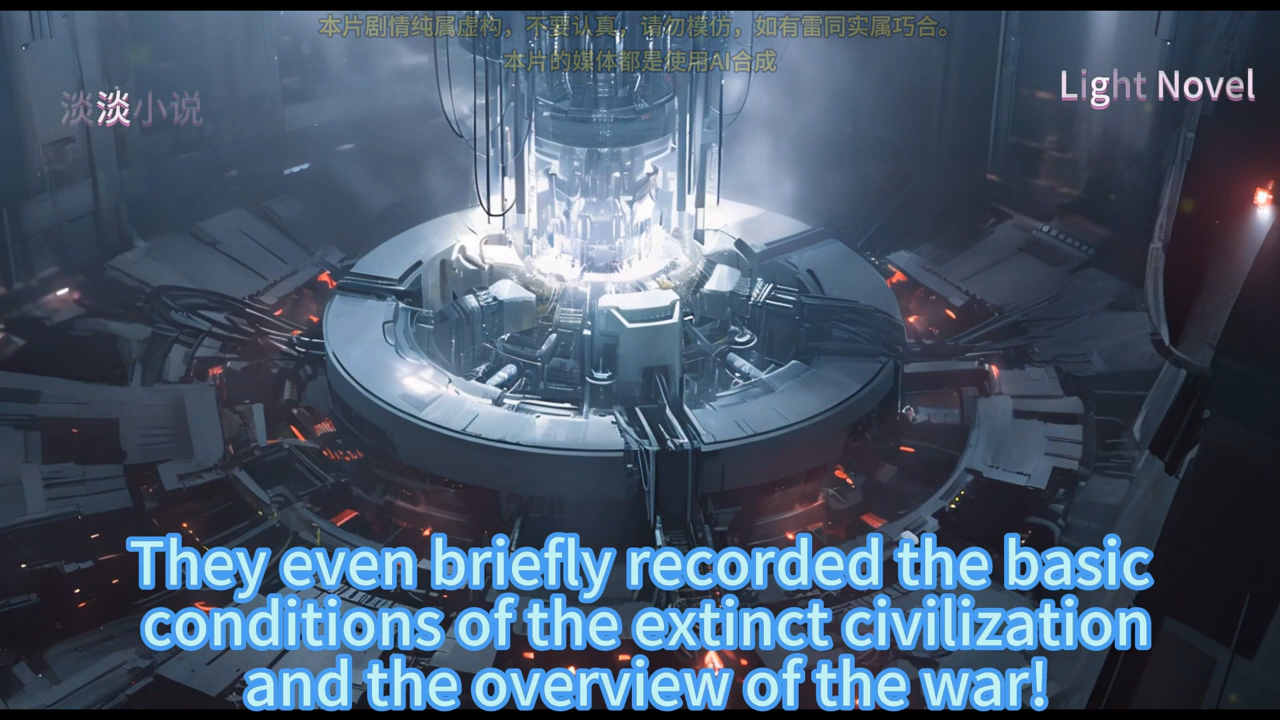 本片剧情纯属虚构，不要认真，请勿模仿，如有雷同实属巧合。
本片的媒体都是使用AI合成
淡淡小说
Light Novel
They even briefly recorded the basic
conditions of the extinct civilization
and the overview of the war!